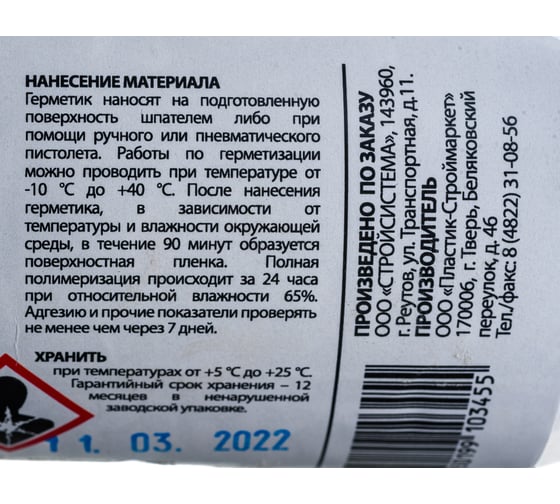 НАНЕСЕНИЕ МАТЕРИАЛА
Герметик наносят на подготовленную
поверхность шпателем либо при
помощи ручного или пневматического
пистолета. Работы по герметизации
можно проводить при температуре от
-10 °С до +40 °С. После нанесения
герметика, в зависимости от
температуры и влажности окружающей
среды, в течение 90 минут образуется
поверхностная пленка. Полная
полимеризация происходит за 24 часа
при относительной влажности 65%.
Адгезию и прочие показатели проверять
не менее чем через 7 дней.
ХРАНИТЬ
при температурах от +5 °С до +25 °С.
Гарантийный срок хранения – 12
месяцев в ненарушенной
заводской упаковке.
11. 03. 2022
ПРОИЗВЕДЕНО ПО ЗАКАЗУ
ООО «СТРОЙСИСТЕМА», 143960,
г. Реутов, ул. Транспортная, д.11.
ПРОИЗВОДИТЕЛЬ
ООО «Пластик-Строймаркет»
170006, г. Тверь, Беляковский
переулок, д. 46
Тел./факс: 8 (4822) 31-08-56
103455